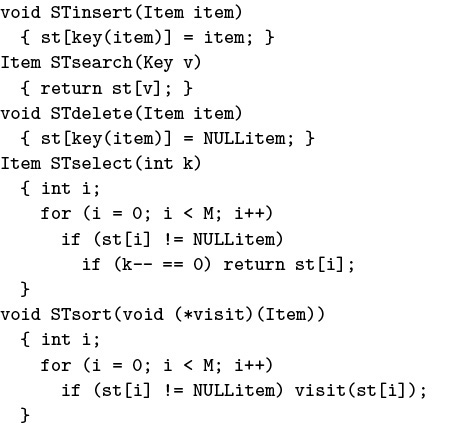 void STinsert(Item item)
  { st[key(item)] = item; }
Item STsearch(Key v)
  { return st[v]; }
void STdelete(Item item)
  { st[key(item)] = NULLitem; }
Item STselect(int k)
  { int i;
    for (i = 0; i < M; i++)
      if (st[i] != NULLitem)
        if (k-- == 0) return st[i];
  }
void STsort(void (*visit)(Item))
  { int i;
    for (i = 0; i < M; i++)
      if (st[i] != NULLitem) visit(st[i]);
  }